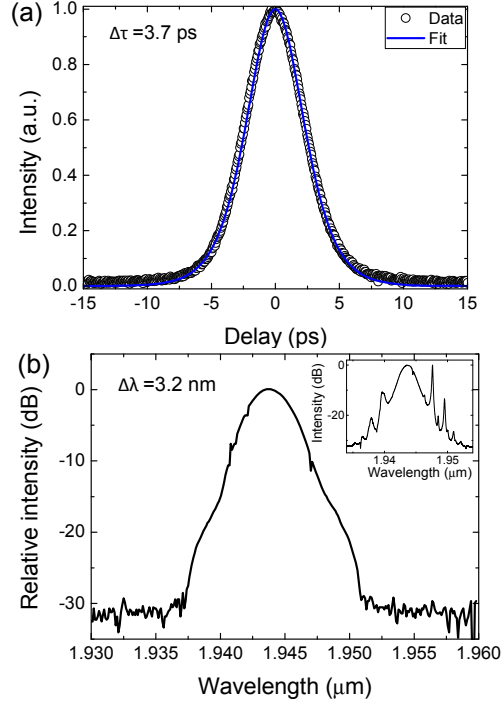 (a)
Δτ =3.7 ps
Data
Fit
1.0
0.8
0.6
0.4
0.2
0.0
Intensity (a.u.)
-15 -10 -5 0 5 10 15
Delay (ps)
(b)
Δλ =3.2 nm
0
-10
-20
-30
Relative intensity (dB)
0
-20
Intensity (dB)
1.94 1.95
Wavelength (μm)
1.930 1.935 1.940 1.945 1.950 1.955 1.960
Wavelength (μm)